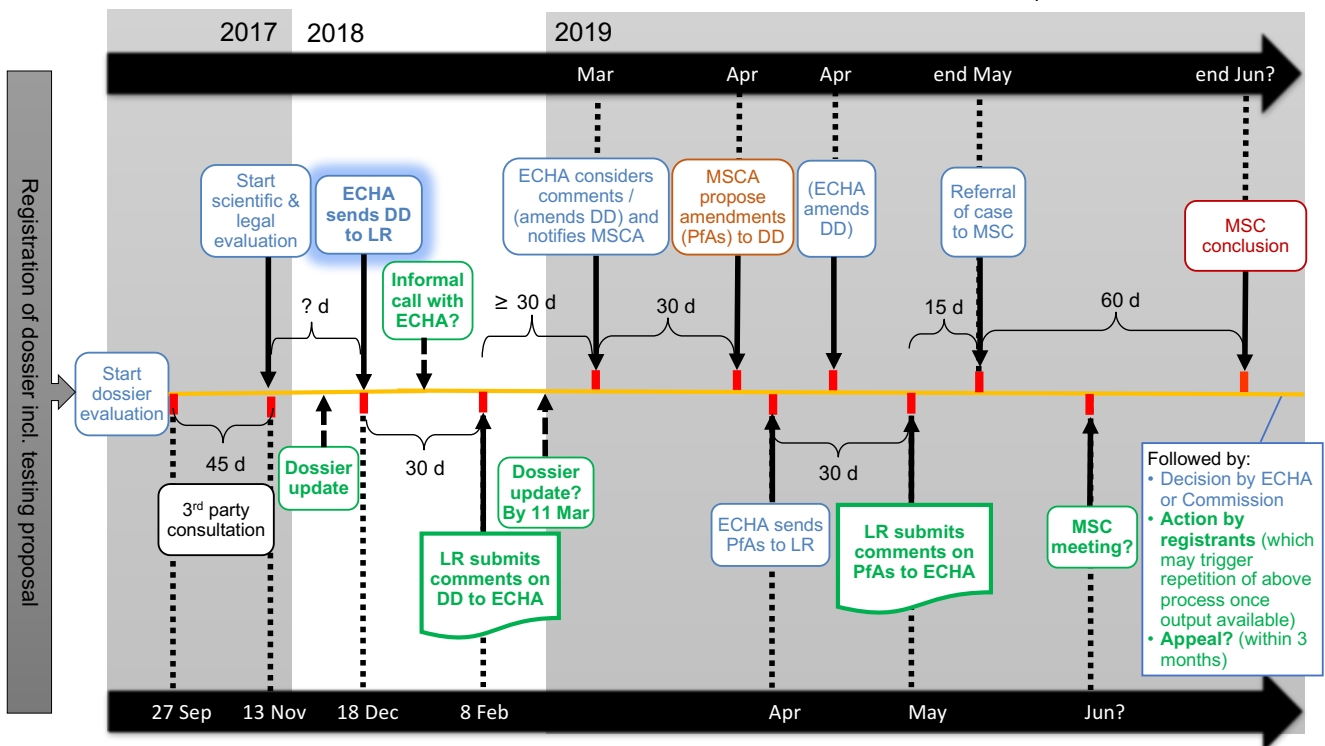 2017
2018
2019
Mar
Apr
Apr
end May
end Jun?
Registration of dossier incl. testing proposal
Start
scientific &
legal
evaluation
ECHA
sends DD
to LR
ECHA considers
comments /
(amends DD) and
notifies MSCA
MSCA
propose
amendments
(PfAs) to DD
(ECHA
amends
DD)
Referral
of case
to MSC
MSC
conclusion
Informal
call with
ECHA?
? d
≥ 30 d
30 d
15 d
60 d
Start
dossier
evaluation
45 d
30 d
30 d
3rd party
consultation
Dossier
update
Dossier
update?
By 11 Mar
LR submits
comments on
DD to ECHA
ECHA sends
PfAs to LR
LR submits
comments on
PfAs to ECHA
MSC
meeting?
Followed by:
• Decision by ECHA
or Commission
• Action by
registrants (which
may trigger
repetition of above
process once
output available)
• Appeal? (within 3
months)
27 Sep
13 Nov
18 Dec
8 Feb
Apr
May
Jun?